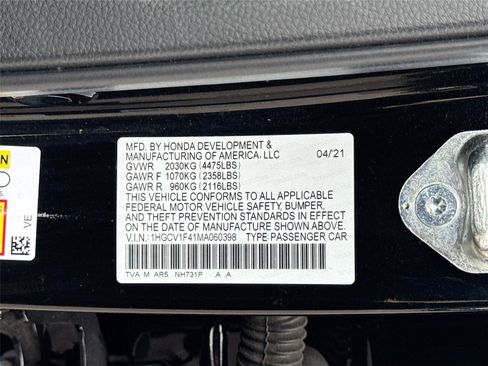 MFD. BY HONDA DEVELOPMENT &
MANUFACTURING OF AMERICA, LLC 04/21
GVWR 2030KG (4475LBS)
GAWR F 1070KG (2358LBS)
GAWR R 960KG (2116LBS)
THIS VEHICLE CONFORMS TO ALL APPLICABLE
FEDERAL MOTOR VEHICLE SAFETY, BUMPER,
AND THEFT PREVENTION STANDARDS IN EFFECT
ON THE DATE OF MANUFACTURE SHOWN ABOVE.
V.I.N.: 1HGCV1F41MA060398 TYPE PASSENGER CAR
TVA M AR5 NH731P .A .A
VE